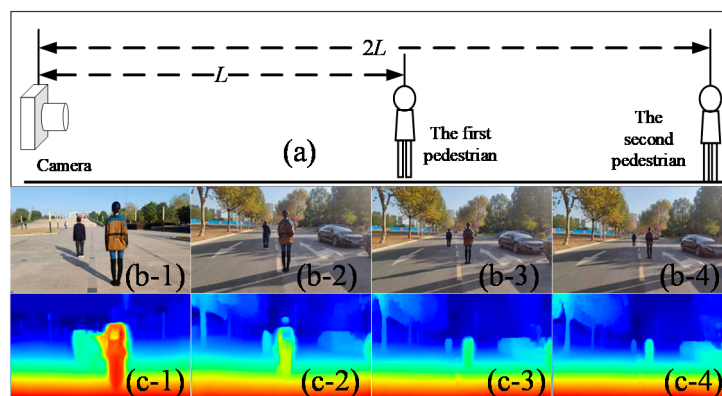 2L
L
The first
pedestrian
The
second
pedestrian
Camera
(a)
(b-1)
(b-2)
(b-3)
(b-4)
(c-1)
(c-2)
(c-3)
(c-4)